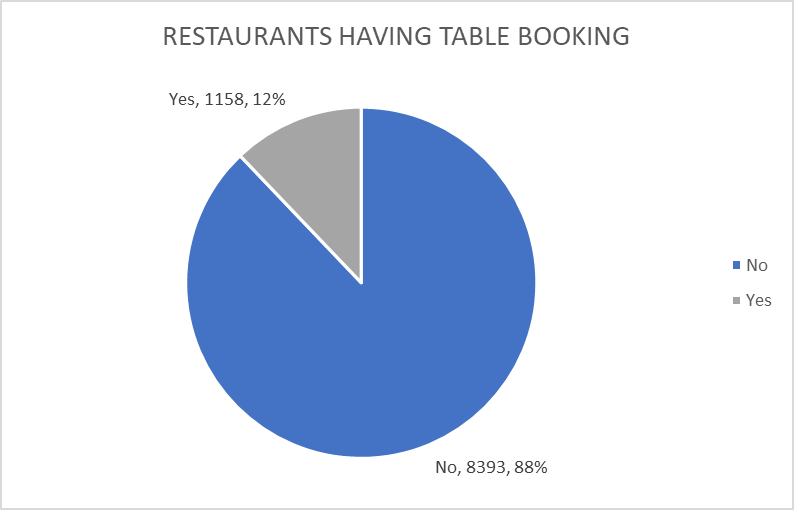 RESTAURANTS HAVING TABLE BOOKING
Yes, 1158, 12%
No
Yes
No, 8393, 88%